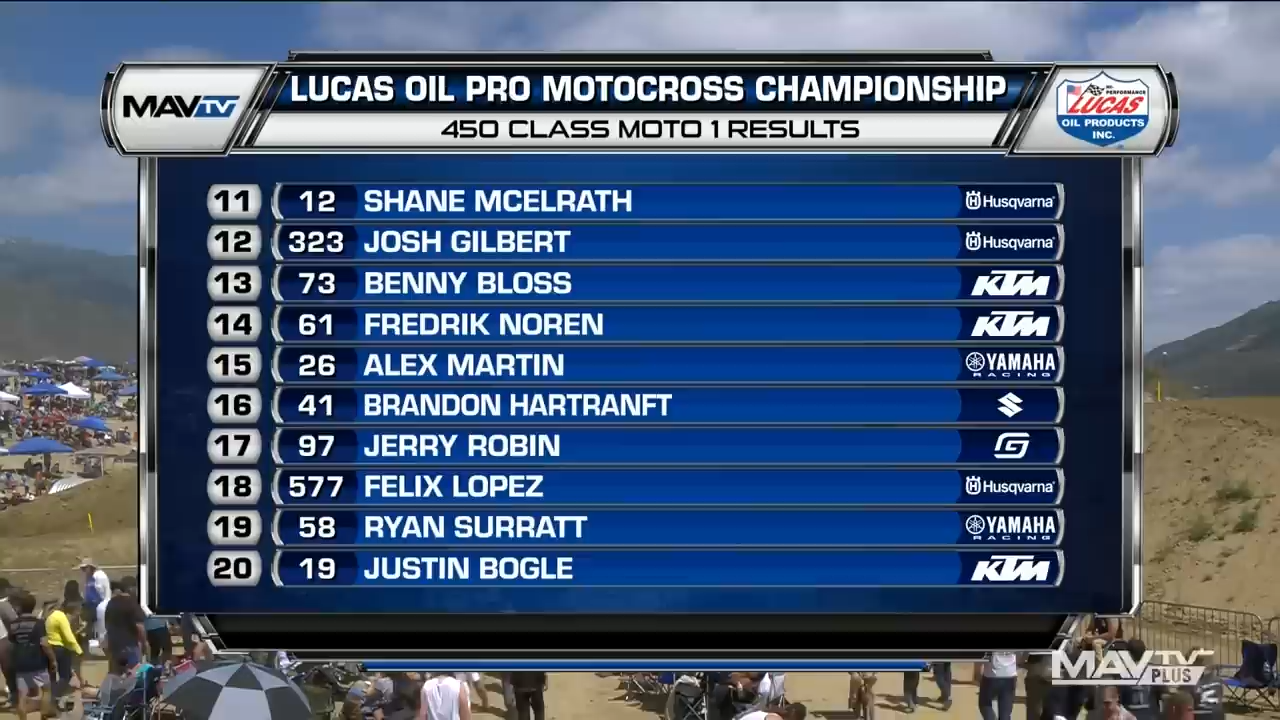 MAVTV
LUCAS OIL PRO MOTOCROSS CHAMPIONSHIP
450 CLASS MOTO 1 RESULTS
HI-PERFORMANCE
LUCAS
OIL PRODUCTS
INC.
11 12 SHANE MCELRATH Husqvarna
12 323 JOSH GILBERT Husqvarna
13 73 BENNY BLOSS KTM
14 61 FREDRIK NOREN KTM
15 26 ALEX MARTIN YAMAHA RACING
16 41 BRANDON HARTRANFT
17 97 JERRY ROBIN
18 577 FELIX LOPEZ Husqvarna
19 58 RYAN SURRATT YAMAHA RACING
20 19 JUSTIN BOGLE KTM
MAVTV
PLUS